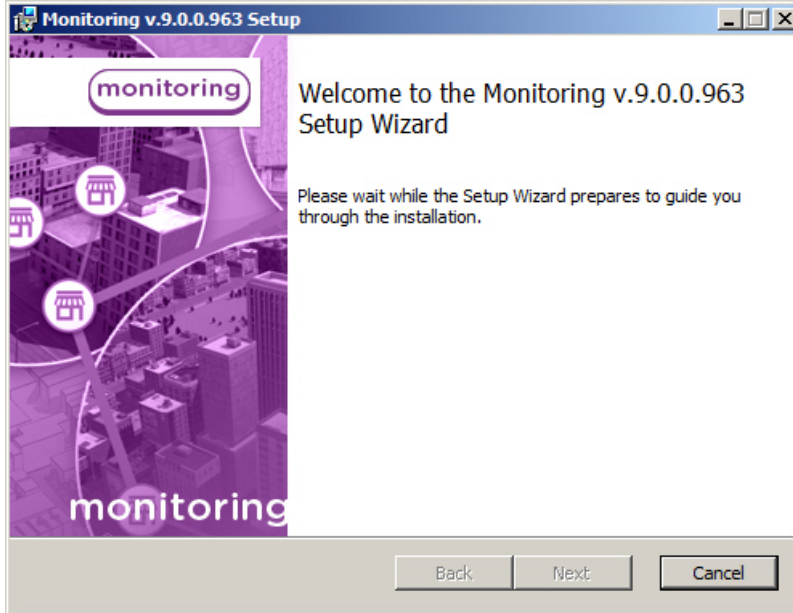 Monitoring v.9.0.0.963 Setup
monitoring
Welcome to the Monitoring v.9.0.0.963
Setup Wizard
Please wait while the Setup Wizard prepares to guide you
through the installation.
monitoring
Back
Next
Cancel